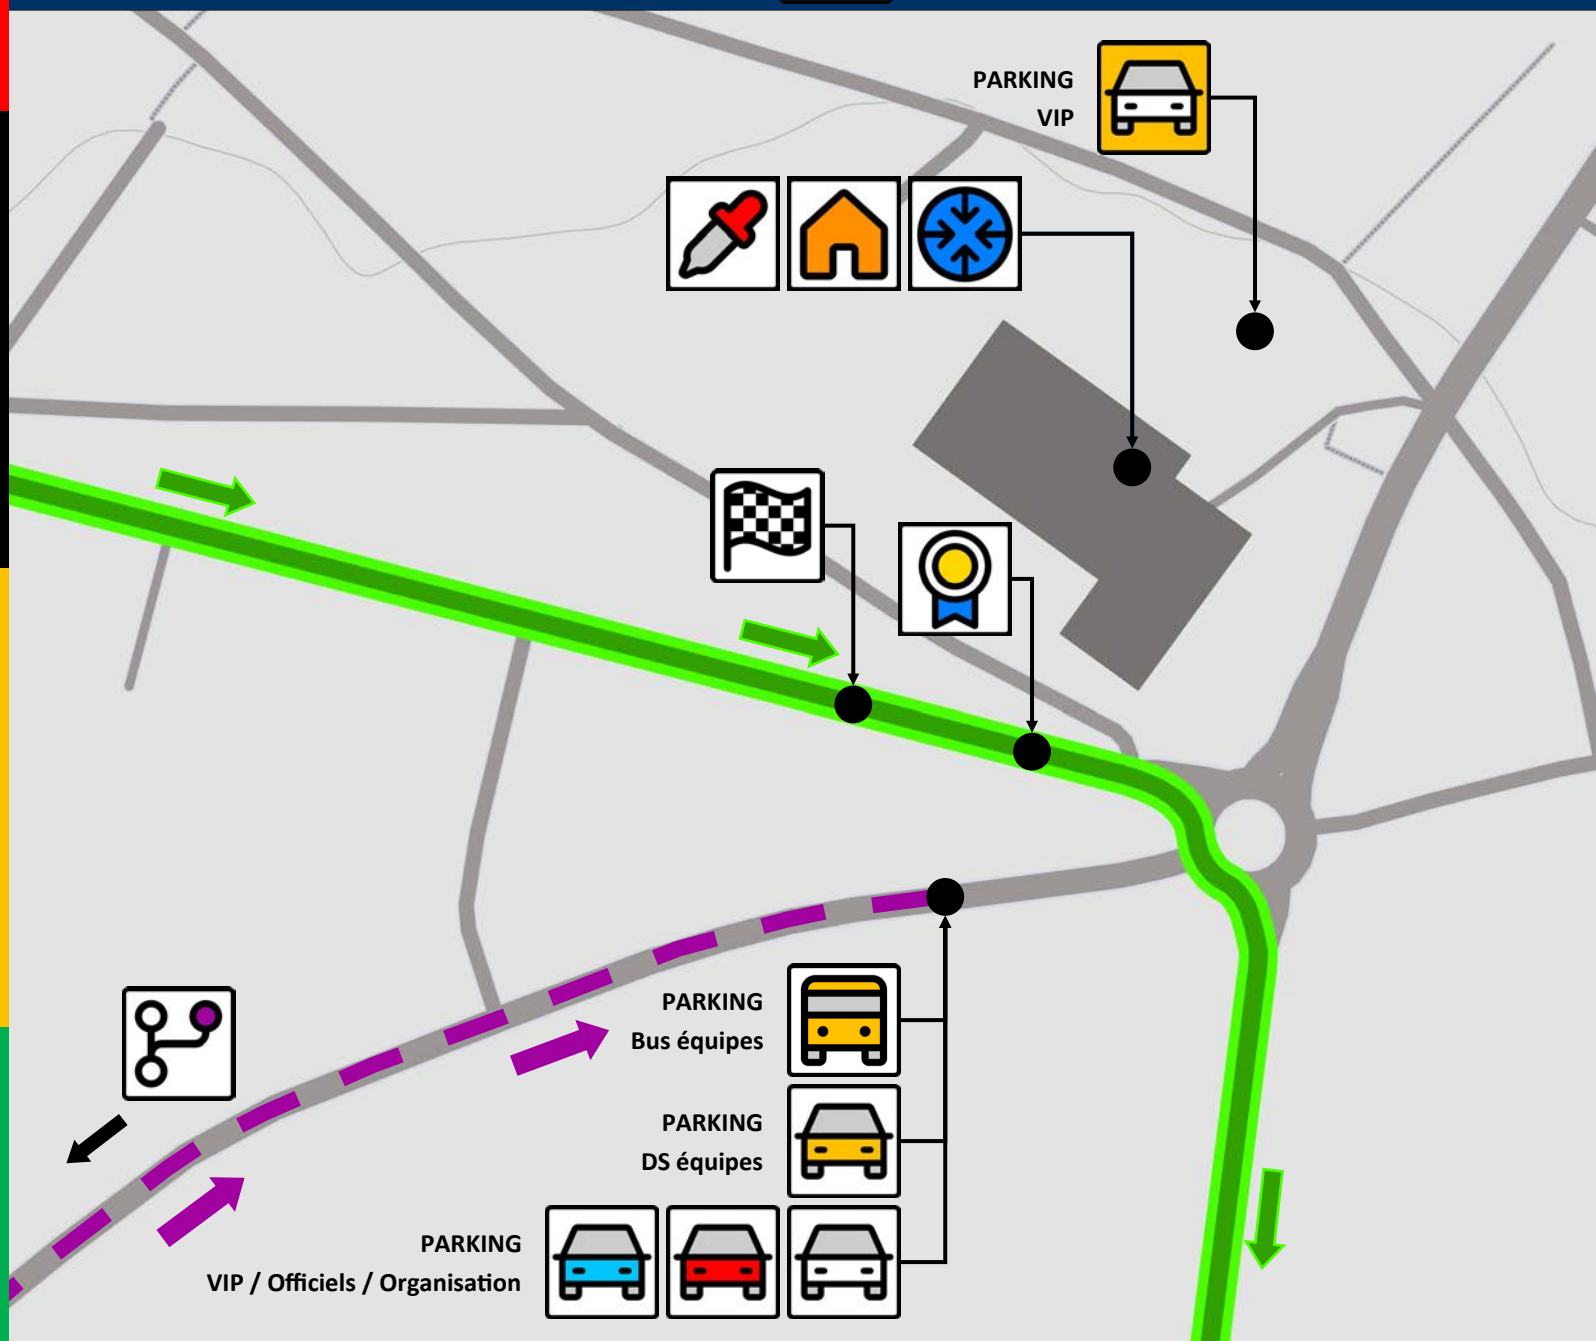 PARKING
VIP
PARKING
Bus équipes
PARKING
DS équipes
PARKING
VIP / Officiels / Organisation